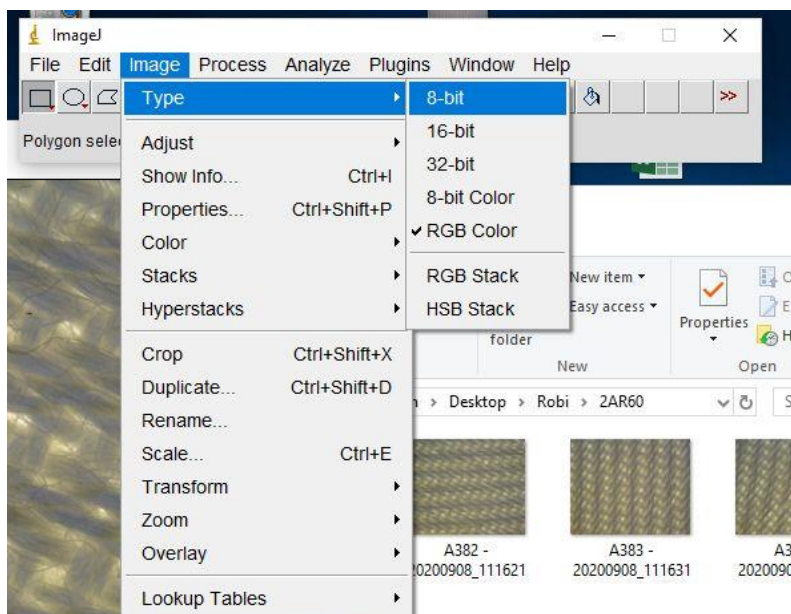 ImageJ
File Edit Image Process Analyze Plugins Window Help
>>
Polygon sele
Type
Adjust
Show Info... Ctrl+I
Properties... Ctrl+Shift+P
Color
Stacks
Hyperstacks
Crop Ctrl+Shift+X
Duplicate... Ctrl+Shift+D
Rename...
Scale... Ctrl+E
Transform
Zoom
Overlay
Lookup Tables
8-bit
16-bit
32-bit
8-bit Color
RGB Color
RGB Stack
HSB Stack
New item
Easy access
folder
New
Properties
Open
Desktop > Robi > 2AR60
A382 -
20200908_111621
A383 -
20200908_111631